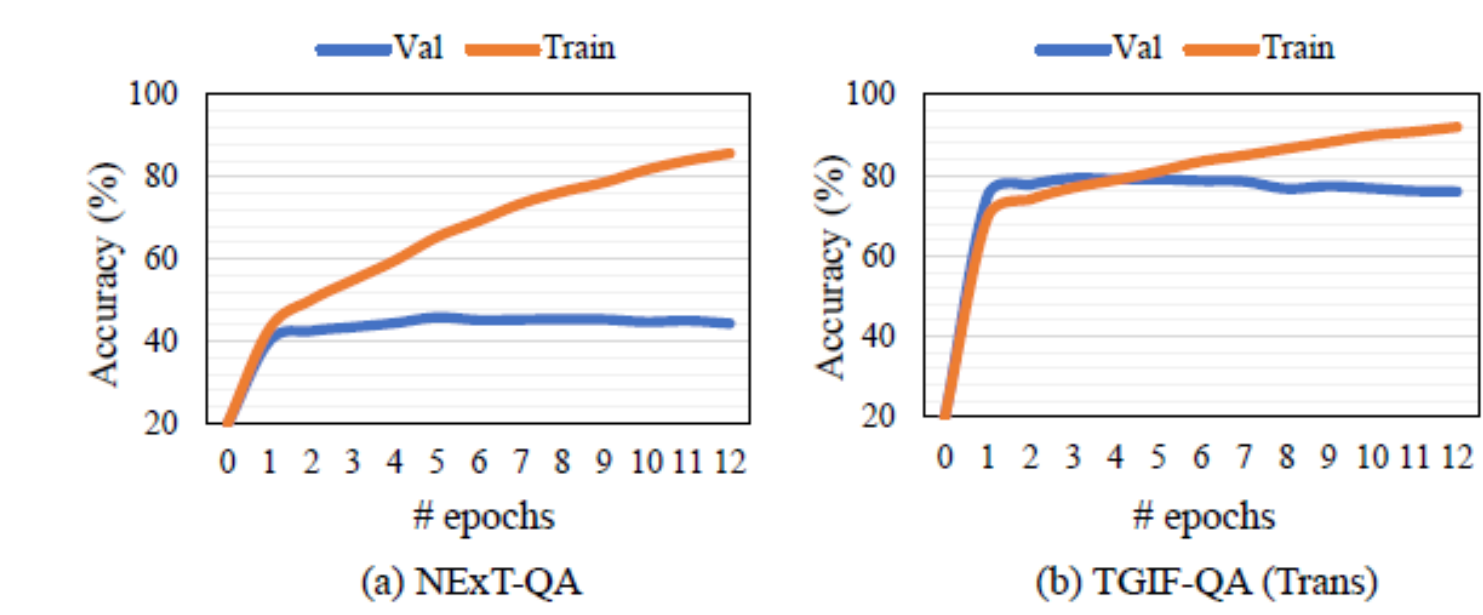 Val Train
100
80
60
40
20
Accuracy (%)
0 1 2 3 4 5 6 7 8 9 10 11 12
# epochs
(a) NExT-QA
Val Train
100
80
60
40
20
Accuracy (%)
0 1 2 3 4 5 6 7 8 9 10 11 12
# epochs
(b) TGIF-QA (Trans)